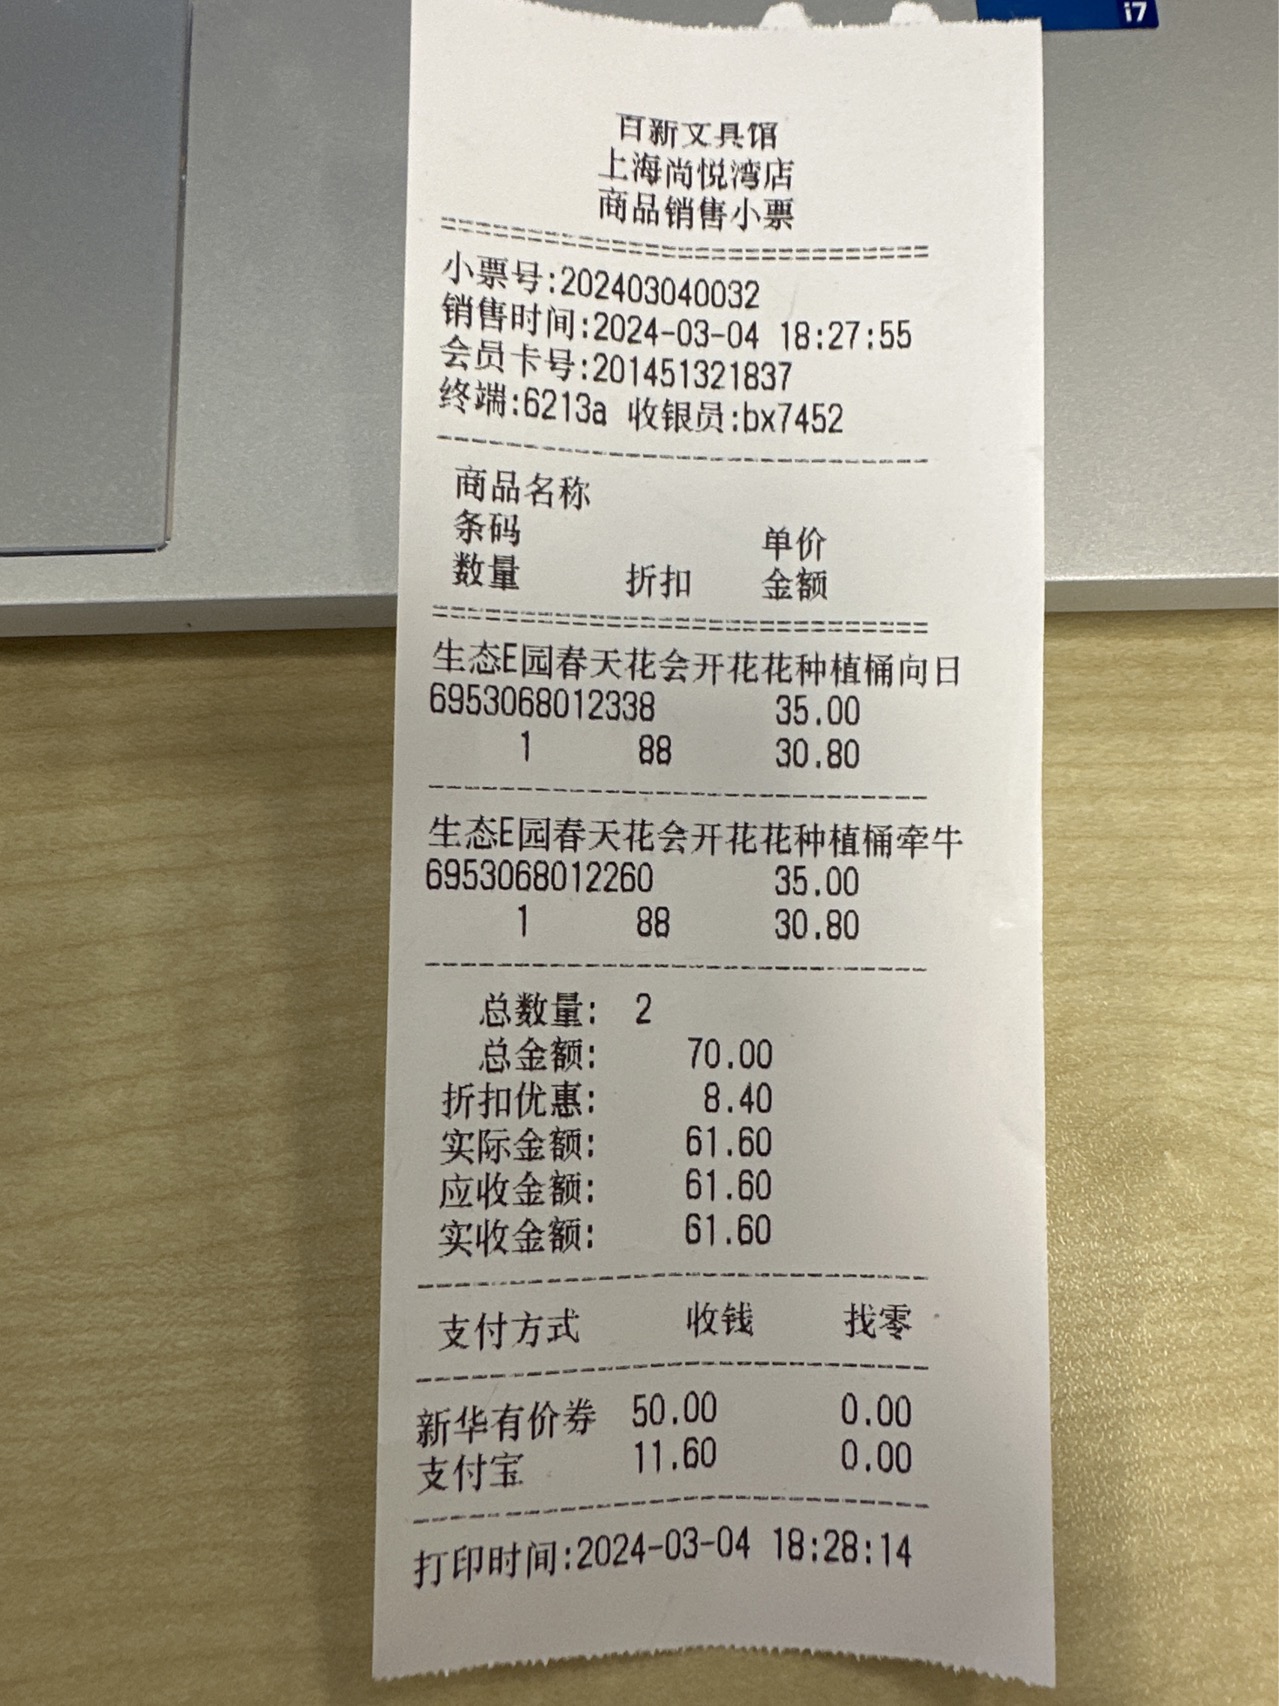 i7
百新文具馆
上海尚悦湾店
商品销售小票
小票号:202403040032
销售时间:2024-03-04 18:27:55
会员卡号:201451321837
终端:6213a 收银员:bx7452
商品名称
条码 单价
数量 折扣 金额
生态E园春天花会开花花种植桶向日
6953068012338 35.00
1 88 30.80
生态E园春天花会开花花种植桶牵牛
6953068012260 35.00
1 88 30.80
总数量: 2
总金额: 70.00
折扣优惠: 8.40
实际金额: 61.60
应收金额: 61.60
实收金额: 61.60
支付方式 收钱 找零
新华有价券 50.00 0.00
支付宝 11.60 0.00
打印时间:2024-03-04 18:28:14